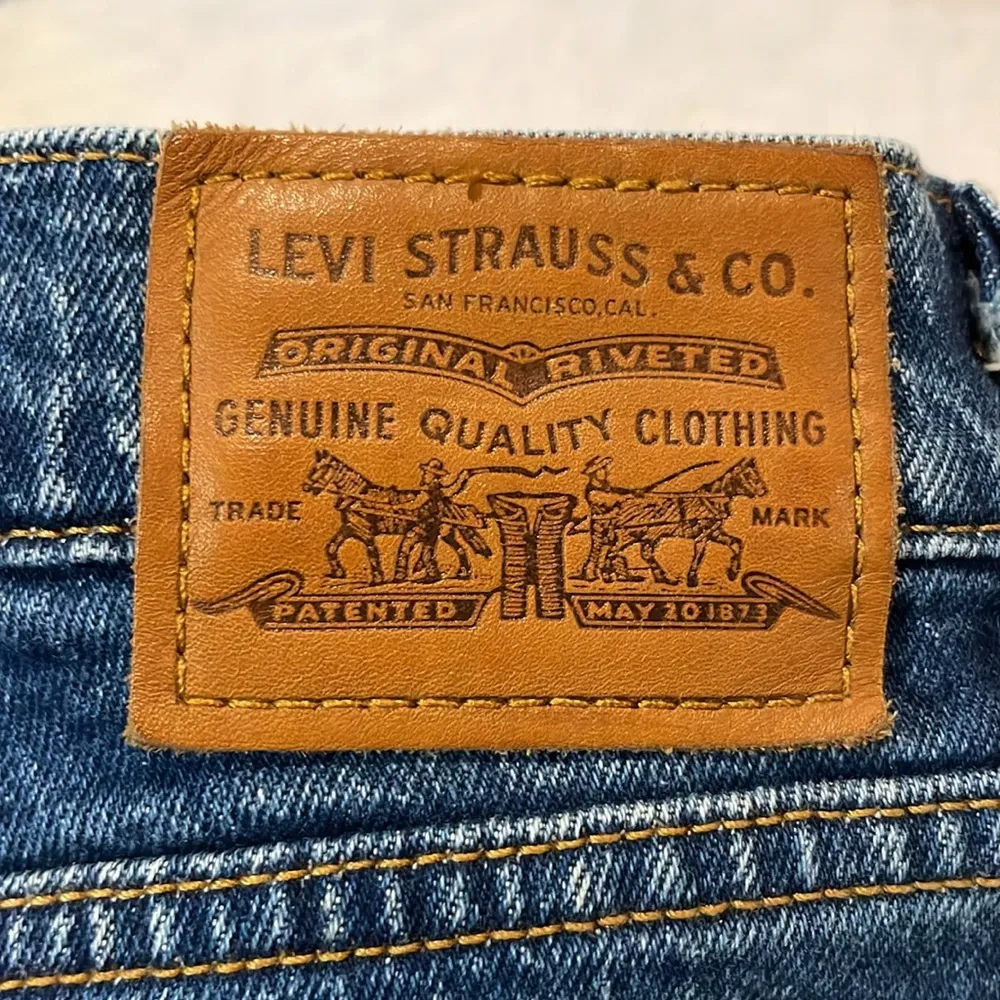 LEVI STRAUSS & CO.
SAN FRANCISCO, CAL.
ORIGINAL RIVETED
GENUINE QUALITY CLOTHING
TRADE MARK
PATENTED MAY 20 1873